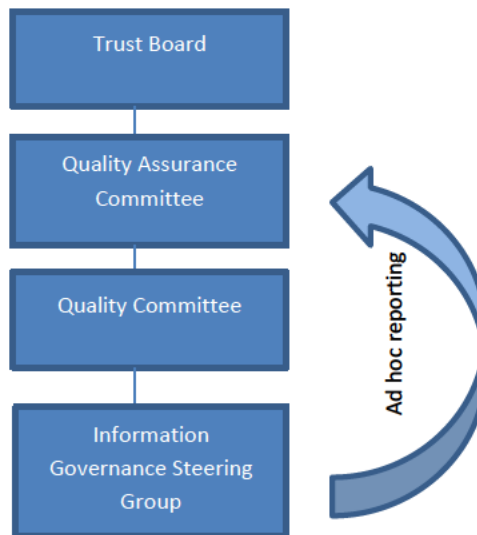 Trust Board
Quality Assurance
Committee
Quality Committee
Ad hoc reporting
Information
Governance Steering
Group